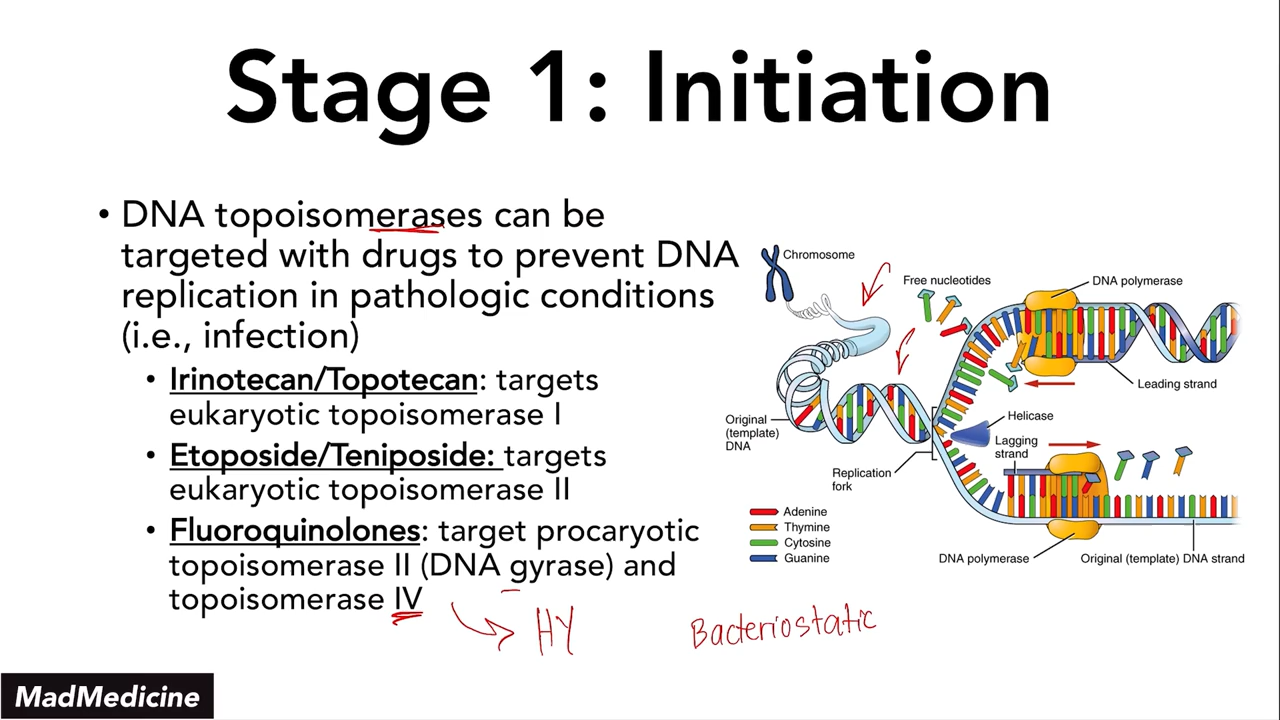 Stage 1: Initiation
• DNA topoisomerases can be
targeted with drugs to prevent DNA
replication in pathologic conditions
(i.e., infection)
• Irinotecan/Topotecan: targets
eukaryotic topoisomerase I
• Etoposide/Teniposide: targets
eukaryotic topoisomerase II
• Fluoroquinolones: target procaryotic
topoisomerase II (DNA gyrase) and
topoisomerase IV
HY
Bacteriostatic
Chromosome
Free nucleotides
DNA polymerase
Leading strand
Helicase
Lagging
strand
Original
(template)
DNA
Replication
fork
Adenine
Thymine
Cytosine
Guanine
DNA polymerase
Original (template) DNA strand
MadMedicine